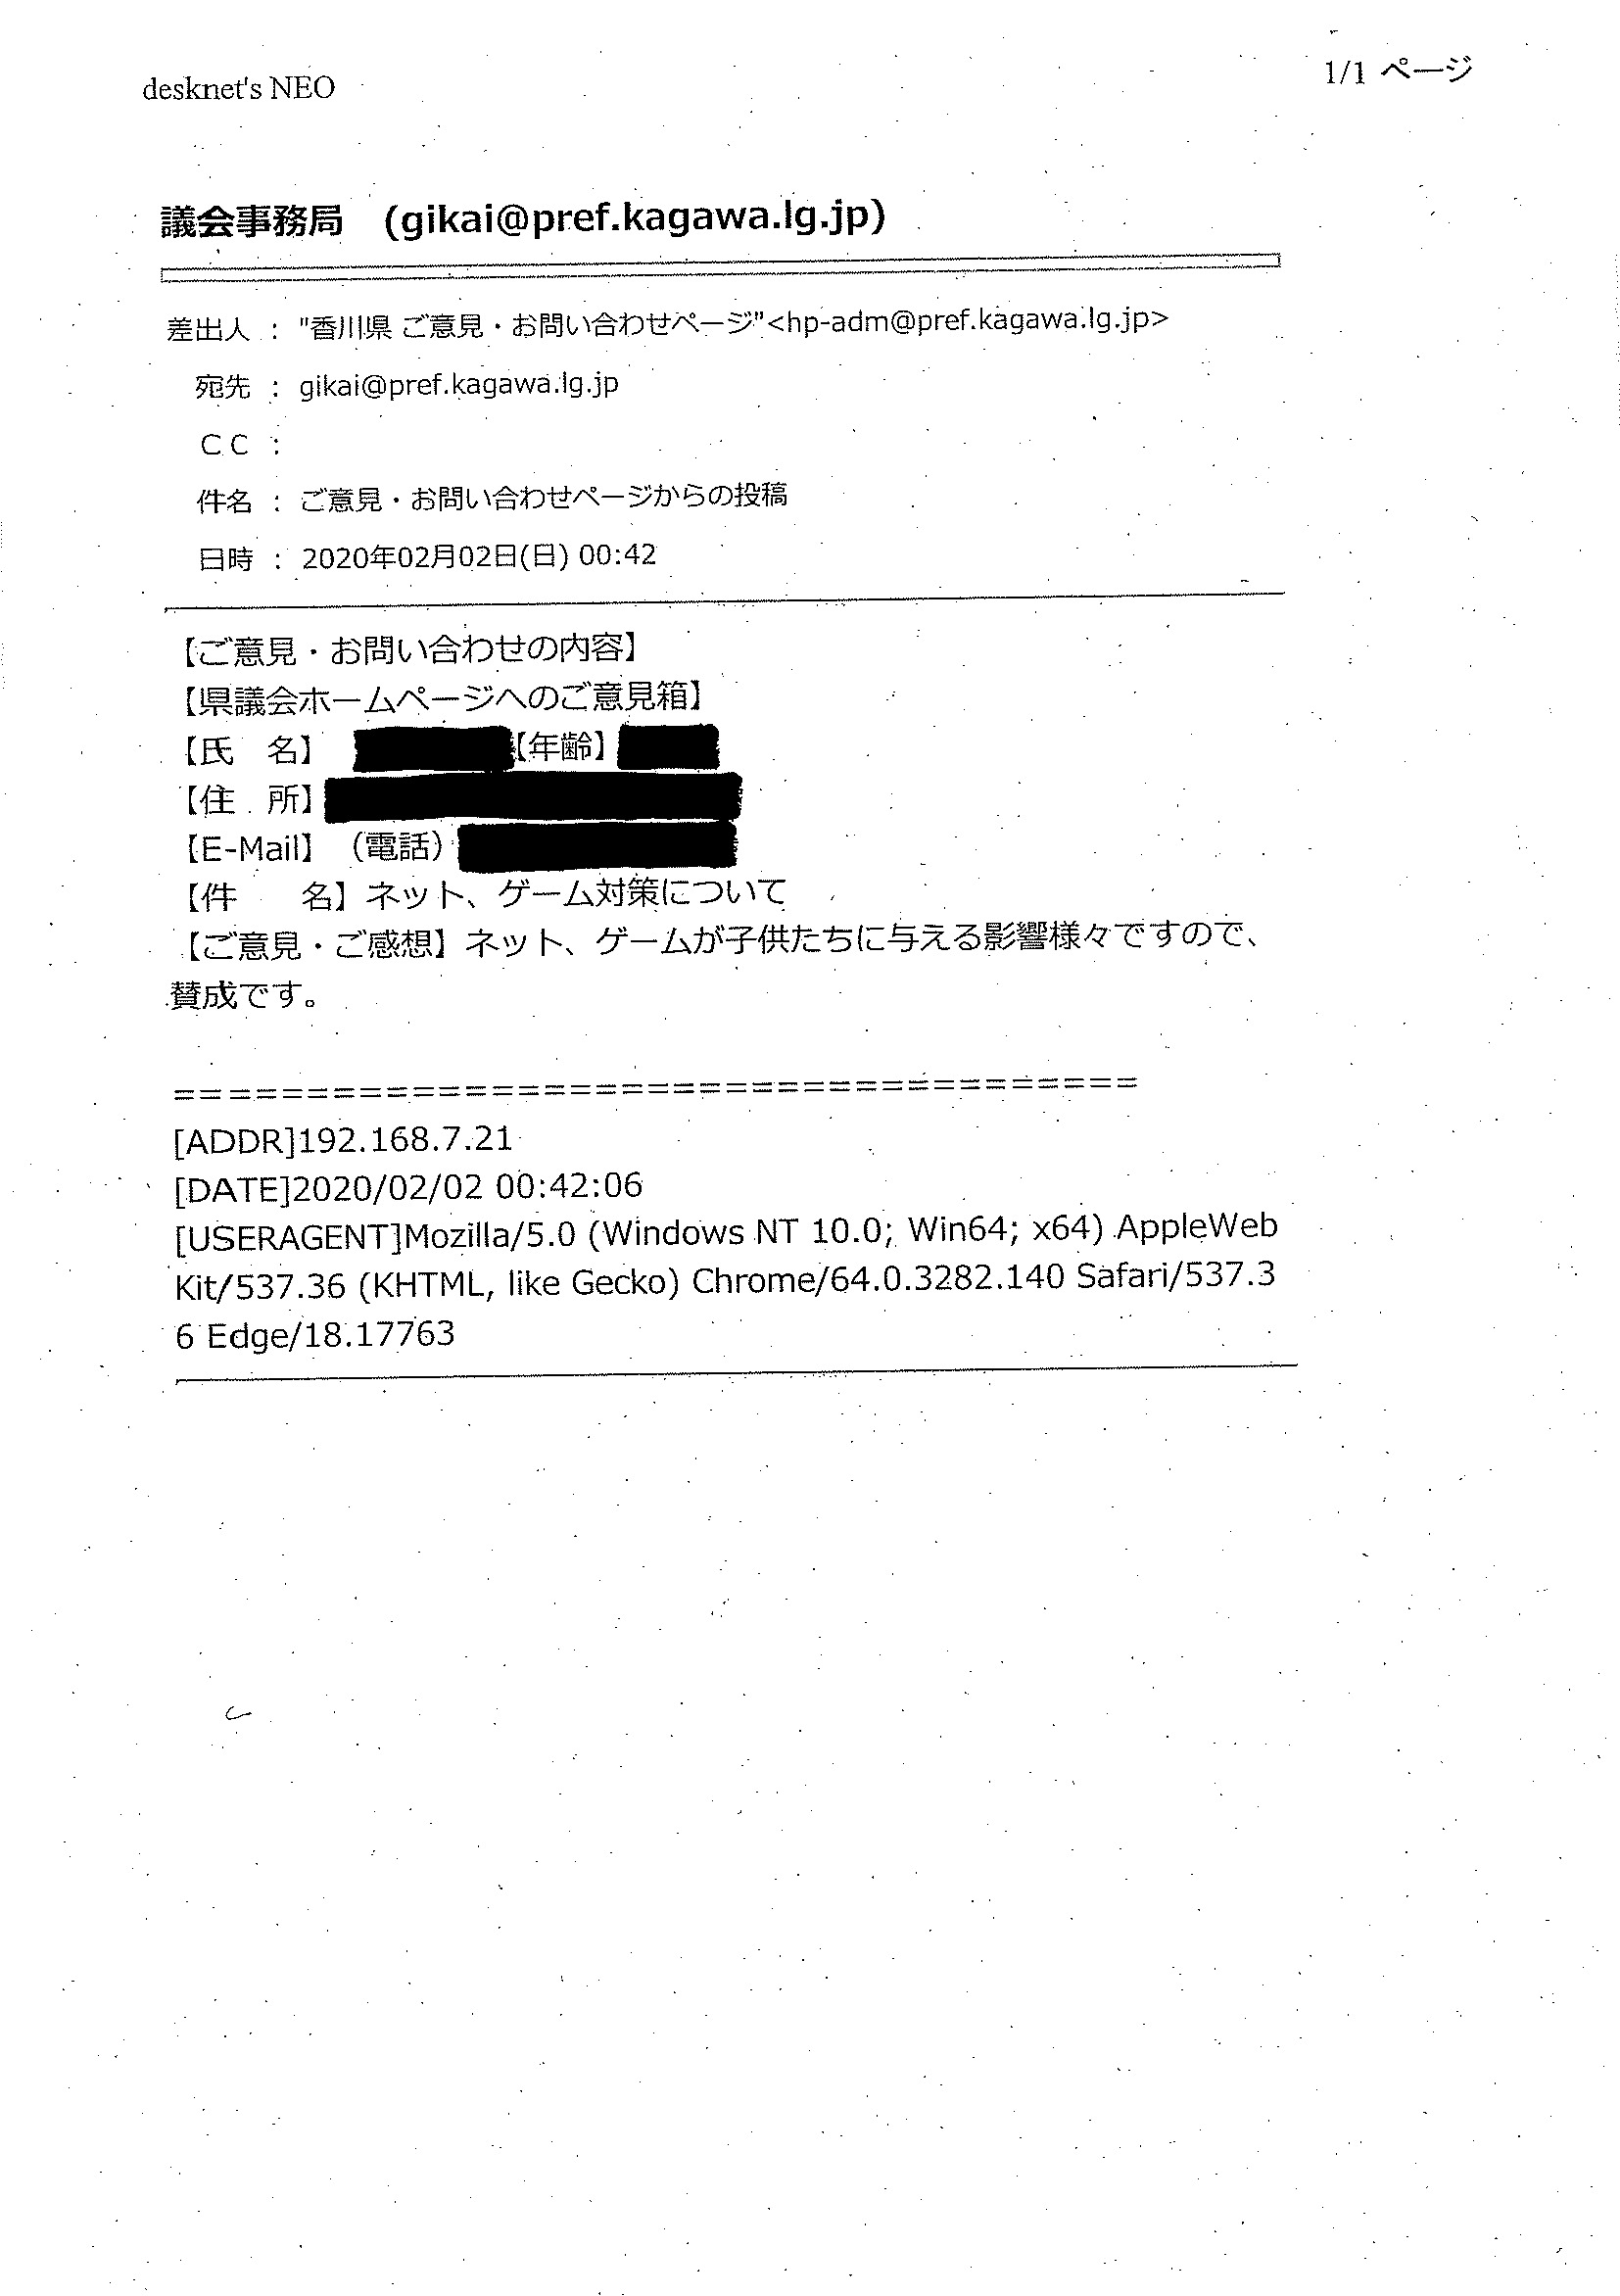 desknet's NEO
1/1 ページ
議会事務局　(gikai@pref.kagawa.lg.jp)
差出人 : "香川県 ご意見・お問い合わせページ"<hp-adm@pref.kagawa.lg.jp>
宛先 : gikai@pref.kagawa.lg.jp
CC :
件名 : ご意見・お問い合わせページからの投稿
日時 : 2020年02月02日(日) 00:42
【ご意見・お問い合わせの内容】
【県議会ホームページへのご意見箱】
【氏　名】　【年齢】
【住　所】
【E-Mail】（電話）
【件　　名】ネット、ゲーム対策について
【ご意見・ご感想】ネット、ゲームが子供たちに与える影響様々ですので、
賛成です。
=====================================
[ADDR]192.168.7.21
[DATE]2020/02/02 00:42:06
[USERAGENT]Mozilla/5.0 (Windows NT 10.0; Win64; x64) AppleWeb
Kit/537.36 (KHTML, like Gecko) Chrome/64.0.3282.140 Safari/537.3
6 Edge/18.17763